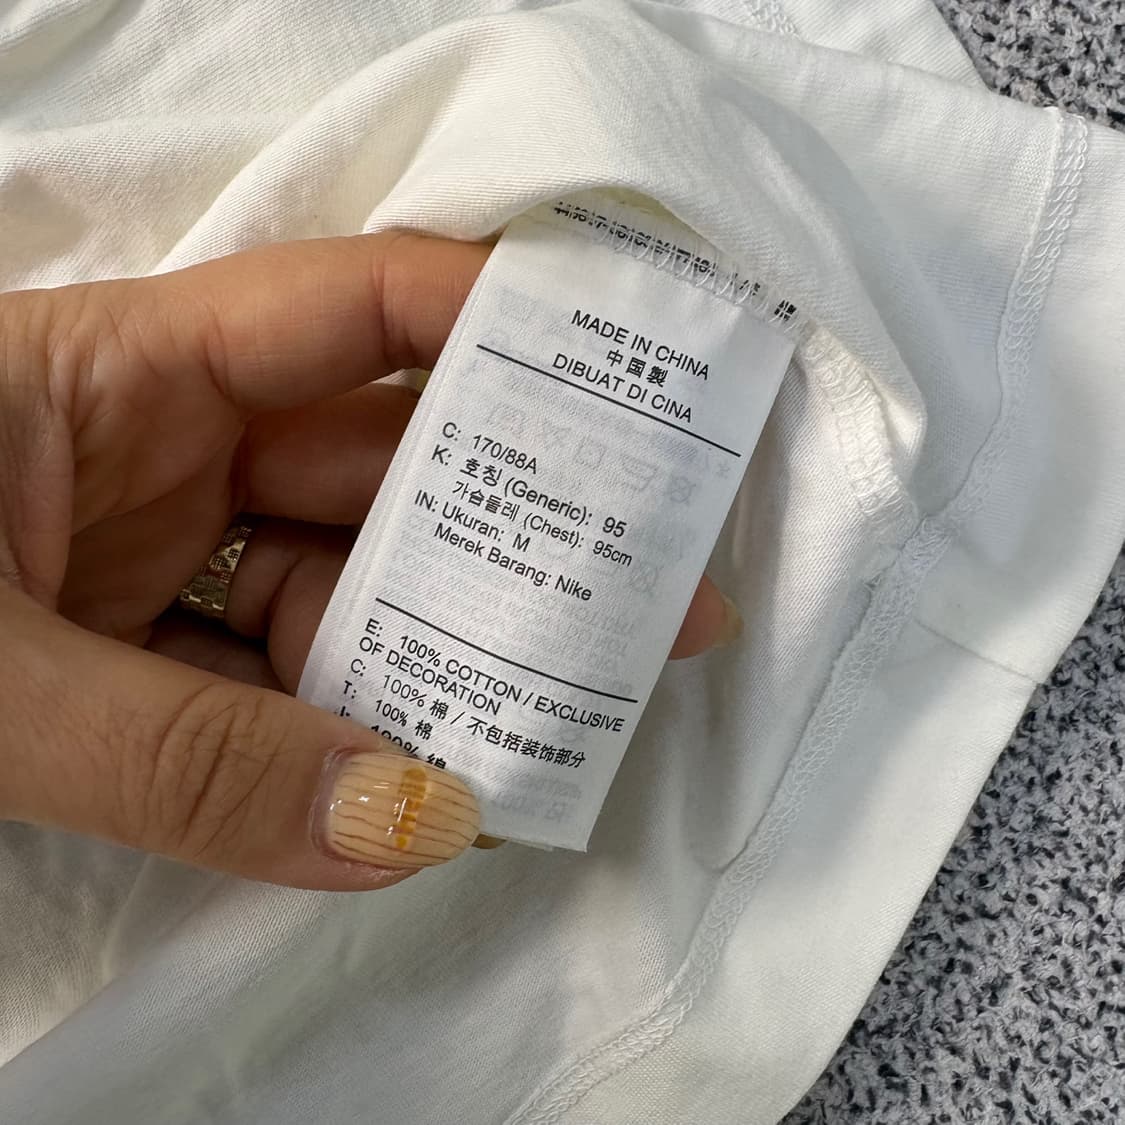 MADE IN CHINA
中国製
DIBUAT DI CINA
C: 170/88A
K: 호칭 (Generic): 95
가슴둘레 (Chest): 95cm
IN: Ukuran: M
Merek Barang: Nike
E: 100% COTTON / EXCLUSIVE
OF DECORATION
C: 100% 棉 / 不包括装饰部分
T: 100% 棉